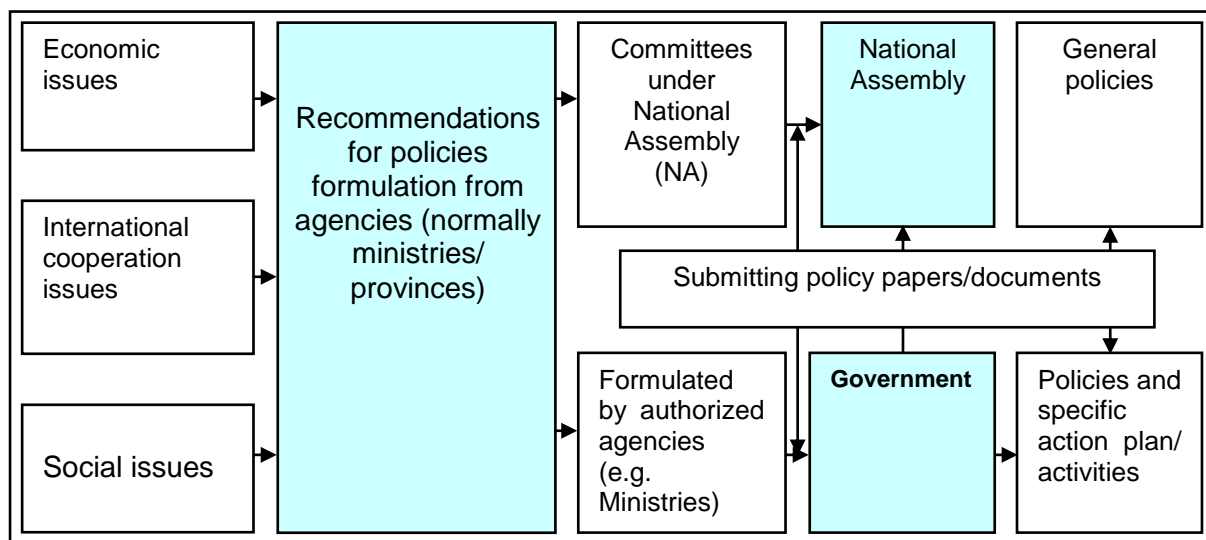 Economic
issues
International
cooperation
issues
Social issues
Recommendations
for policies
formulation from
agencies (normally
ministries/
provinces)
Committees
under
National
Assembly
(NA)
National
Assembly
General
policies
Submitting policy papers/documents
Formulated
by authorized
agencies
(e.g.
Ministries)
Government
Policies and
specific
action plan/
activities